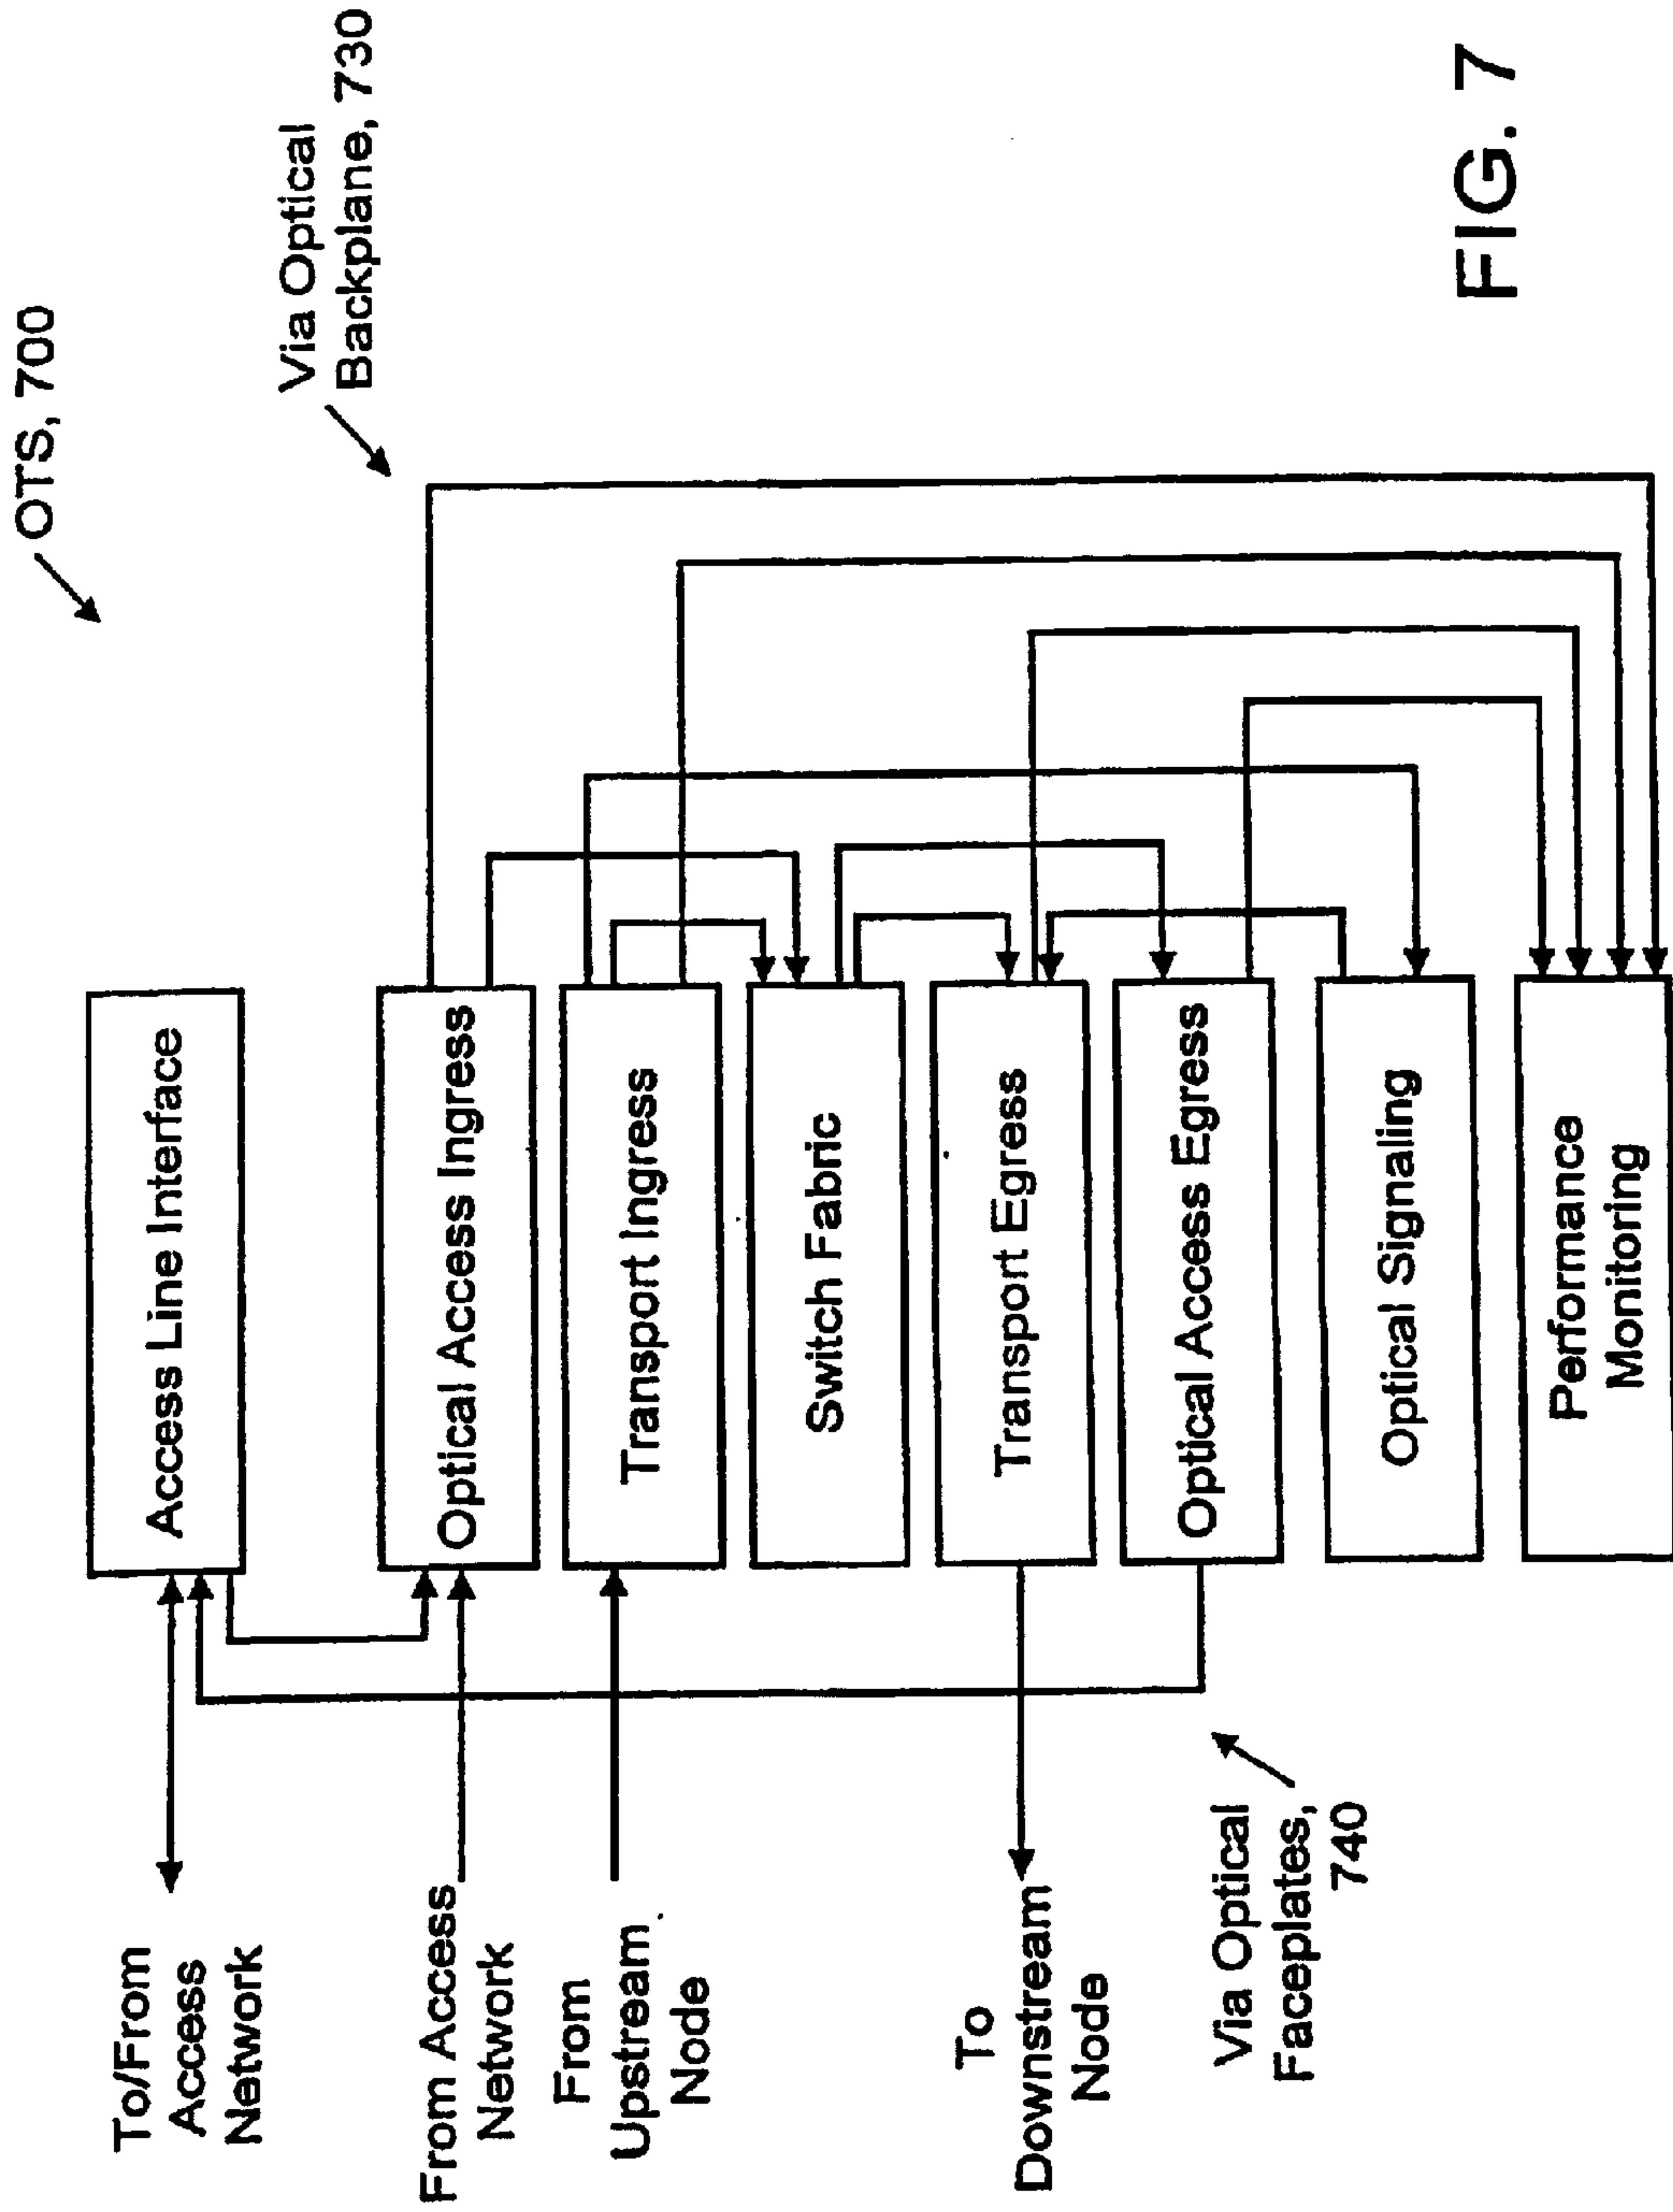 OTS, 700
Via Optical
Backplane, 730
To/From
Access
Network
Access Line Interface
From Access
Network
Optical Access Ingress
From
Upstream
Node
Transport Ingress
Switch Fabric
To
Downstream
Node
Transport Egress
Optical Access Egress
Via Optical
Faceplates,
740
Optical Signaling
Performance
Monitoring
FIG. 7